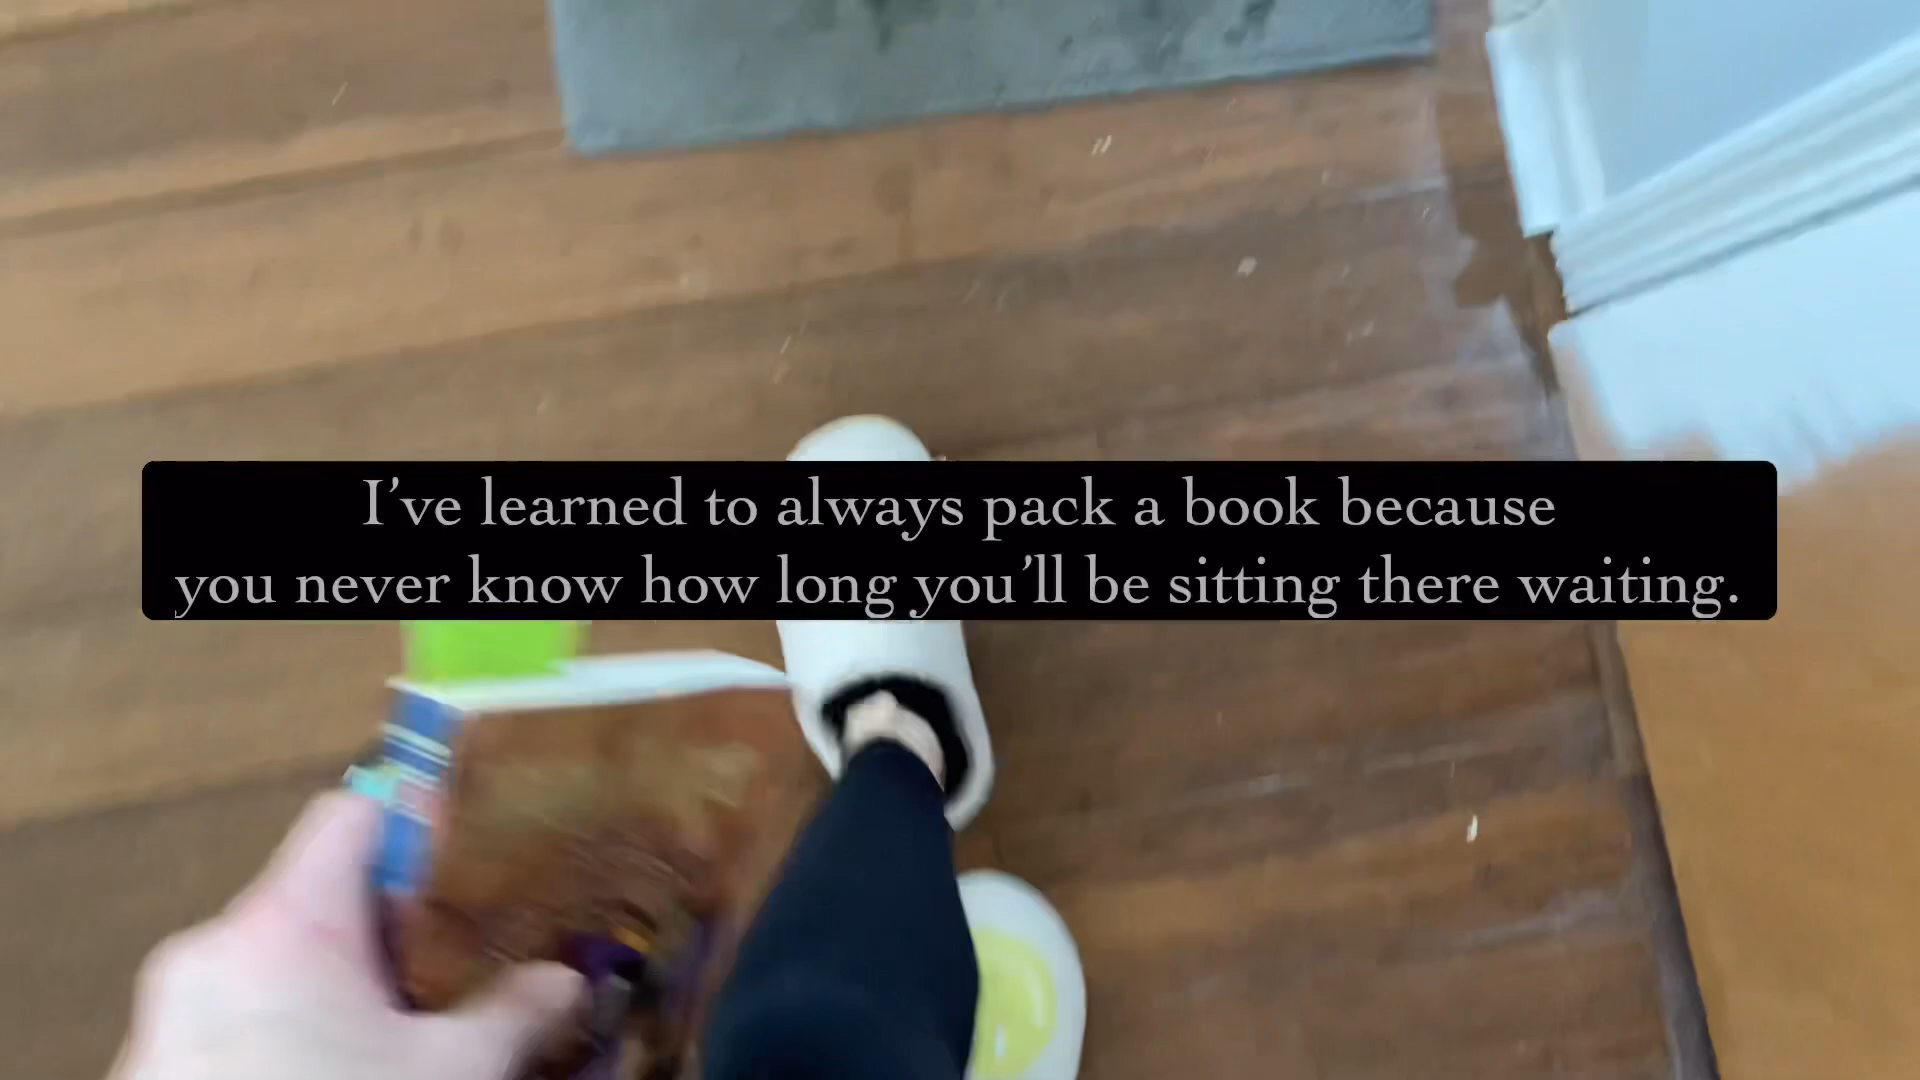 I’ve learned to always pack a book because
you never know how long you’ll be sitting there waiting.